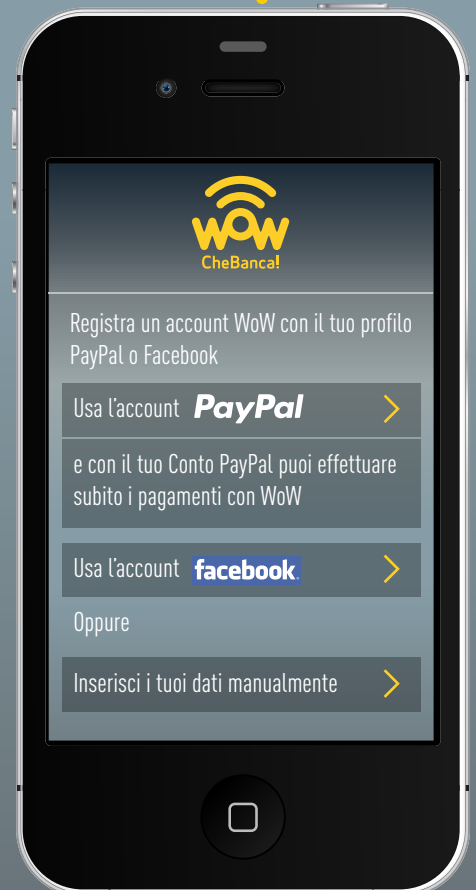 WoW
CheBanca!
Registra un account WoW con il tuo profilo
PayPal o Facebook
Usa l'account PayPal
e con il tuo Conto PayPal puoi effettuare
subito i pagamenti con WoW
Usa l'account facebook
Oppure
Inserisci i tuoi dati manualmente